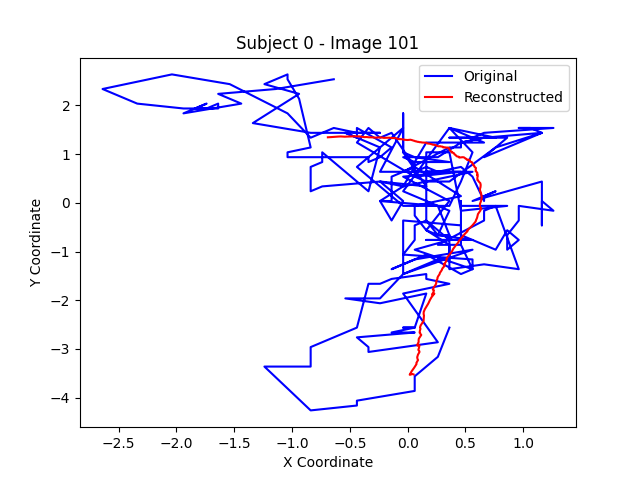 Subject 0 - Image 101
Original
Reconstructed
Y Coordinate
2
1
0
−1
−2
−3
−4
−2.5 −2.0 −1.5 −1.0 −0.5 0.0 0.5 1.0
X Coordinate